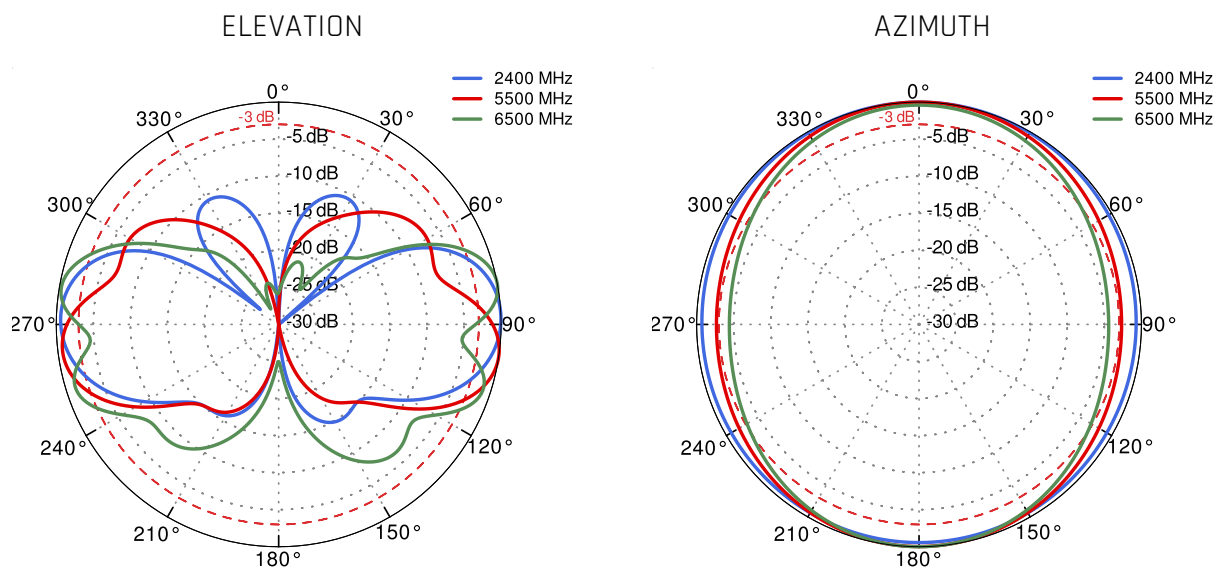 ELEVATION
2400 MHz
5500 MHz
6500 MHz
0°
30°
60°
90°
120°
150°
180°
210°
240°
270°
300°
330°
-3 dB
-5 dB
-10 dB
-15 dB
-20 dB
-25 dB
-30 dB
AZIMUTH
2400 MHz
5500 MHz
6500 MHz
0°
30°
60°
90°
120°
150°
180°
210°
240°
270°
300°
330°
-3 dB
-5 dB
-10 dB
-15 dB
-20 dB
-25 dB
-30 dB